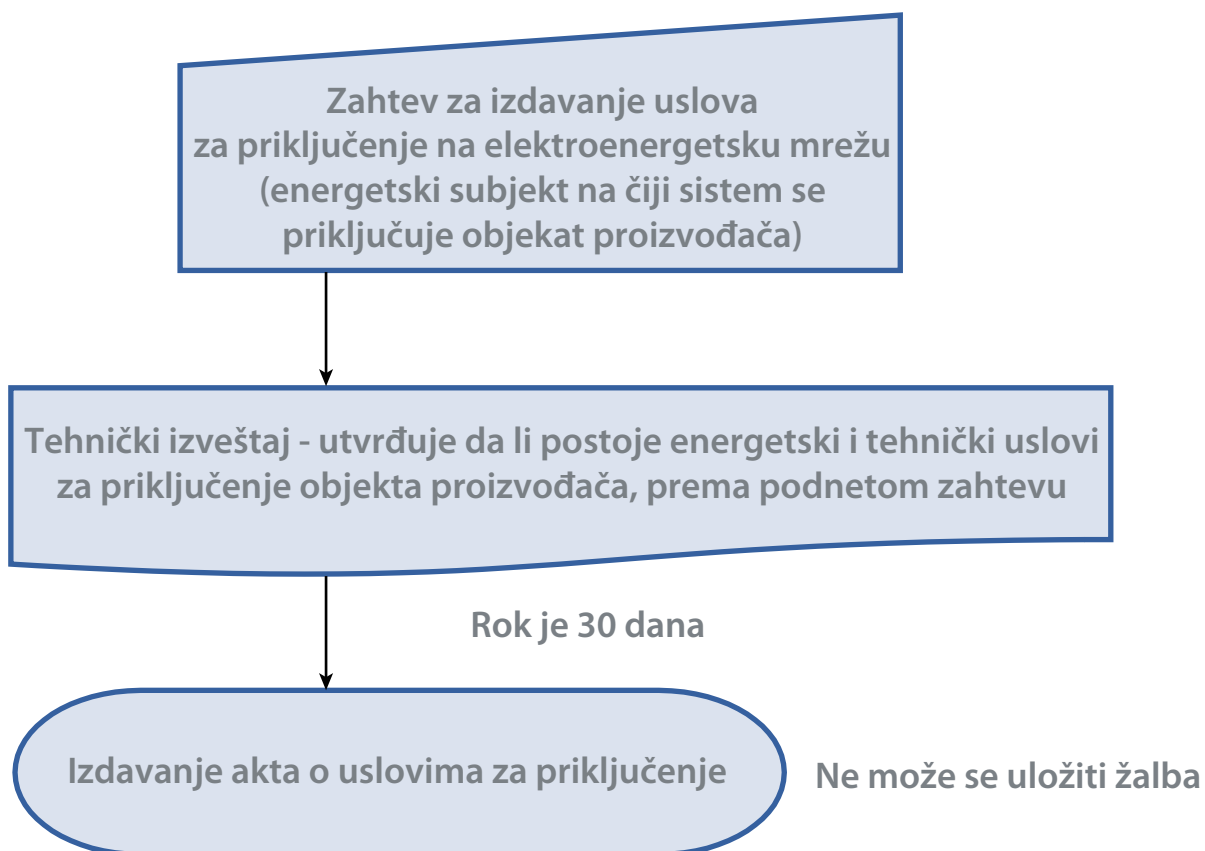 Zahtev za izdavanje uslova
za priključenje na elektroenergetsku mrežu
(energetski subjekt na čiji sistem se
priključuje objekat proizvođača)
Tehnički izveštaj - utvrđuje da li postoje energetski i tehnički uslovi
za priključenje objekta proizvođača, prema podnetom zahtevu
Rok je 30 dana
Izdavanje akta o uslovima za priključenje
Ne može se uložiti žalba